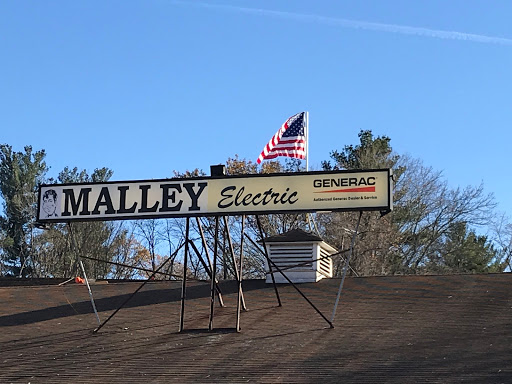 MALLEY Electric
GENERAC
Authorized Generac Dealer & Service